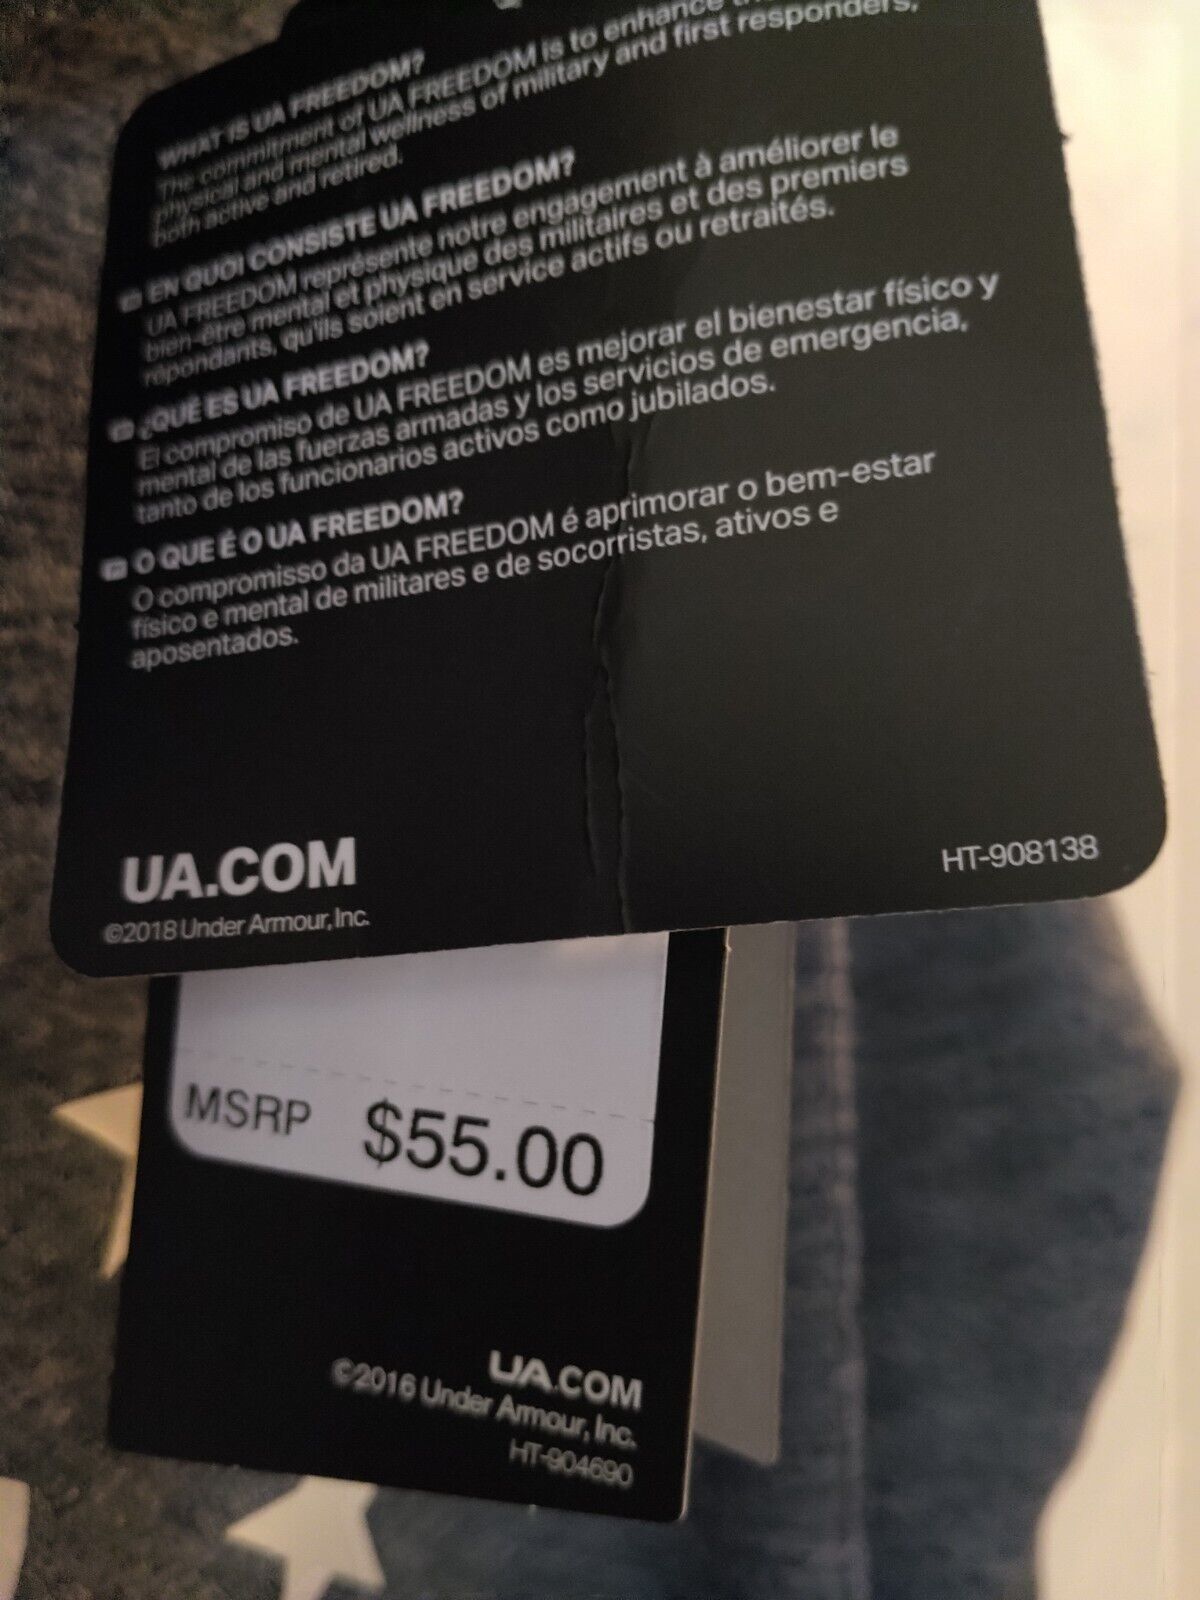 WHAT IS UA FREEDOM?
The commitment of UA FREEDOM is to enhance
physical and mental wellness of military and first responders,
both active and retired.
EN QUOI CONSISTE UA FREEDOM?
UA FREEDOM représente notre engagement à améliorer le
bien-être mental et physique des militaires et des premiers
répondants, qu'ils soient en service actifs ou retraités.
¿QUÉ ES UA FREEDOM?
El compromiso de UA FREEDOM es mejorar el bienestar físico y
mental de las fuerzas armadas y los servicios de emergencia,
tanto de los funcionarios activos como jubilados.
O QUE É O UA FREEDOM?
O compromisso da UA FREEDOM é aprimorar o bem-estar
físico e mental de militares e de socorristas, ativos e
aposentados.
UA.COM
©2018 Under Armour, Inc.
HT-908138
MSRP $55.00
UA.COM
©2016 Under Armour, Inc.
HT-904690